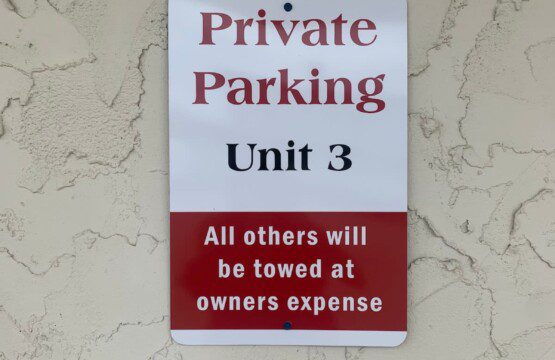 Private
Parking
Unit 3
All others will
be towed at
owners expense